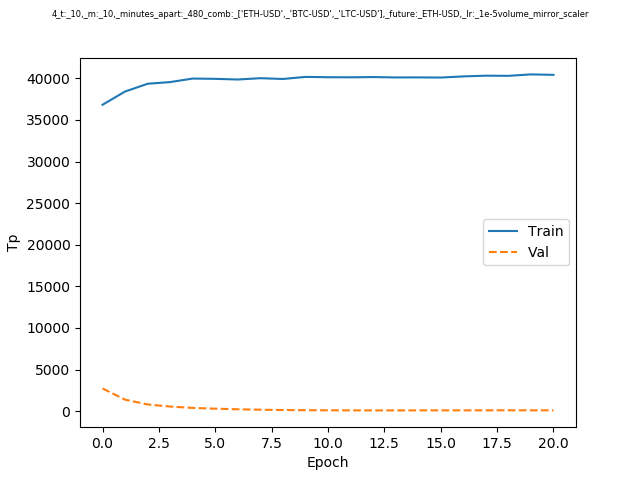 4_t:_10,_m:_10,_minutes_apart:_480_comb:_['ETH-USD',_'BTC-USD',_'LTC-USD'],_future:_ETH-USD,_lr:_1e-5volume_mirror_scaler
40000
35000
30000
25000
20000
15000
10000
5000
0
Tp
Train
Val
0.0 2.5 5.0 7.5 10.0 12.5 15.0 17.5 20.0
Epoch